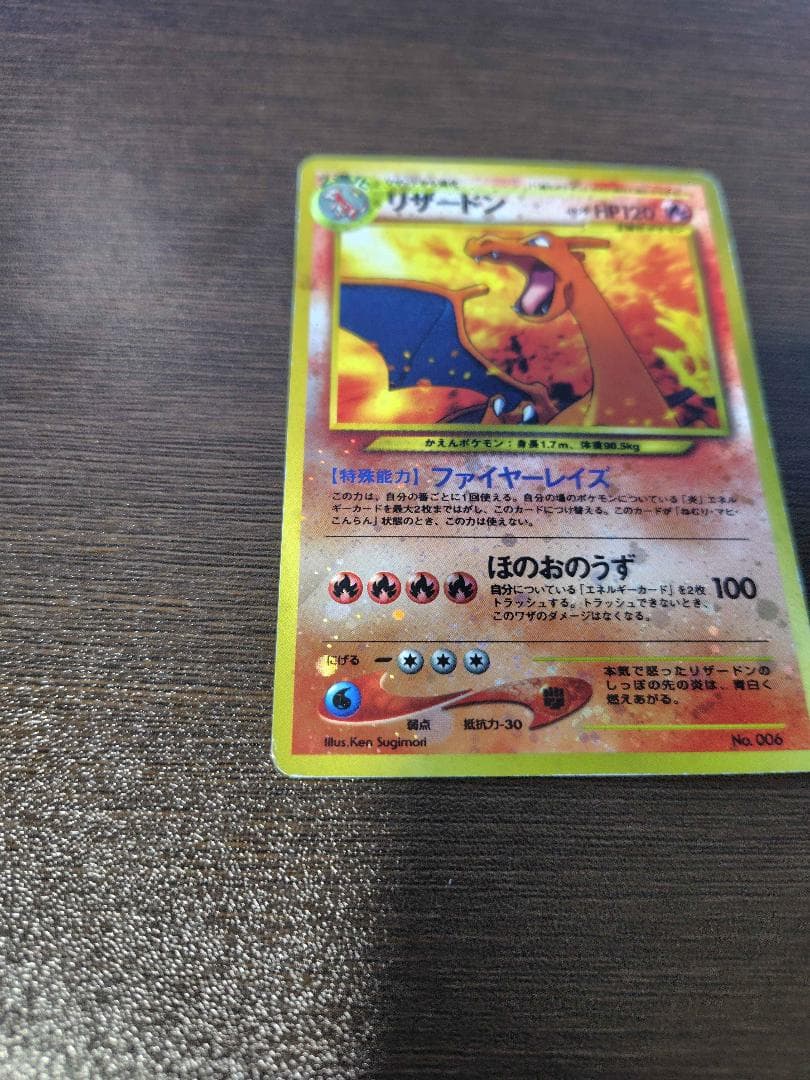 リザードン
HP120
かえんポケモン：身長1.7m、体重90.5kg
【特殊能力】ファイヤーレイズ
この力は、自分の番ごとに1回使える。自分の場のポケモンについている「炎」エネル
ギーカードを最大2枚まではがし、このカードにつけ替える。このカードが「ねむり・マヒ・
こんらん」状態のとき、この力は使えない。
ほのおのうず 100
自分についている「エネルギーカード」を2枚
トラッシュする。トラッシュできないとき、
このワザのダメージはなくなる。
にげる
本気で怒ったリザードンの
しっぽの先の炎は、青白く
燃えあがる。
弱点 抵抗力-30
Illus.Ken Sugimori No. 006